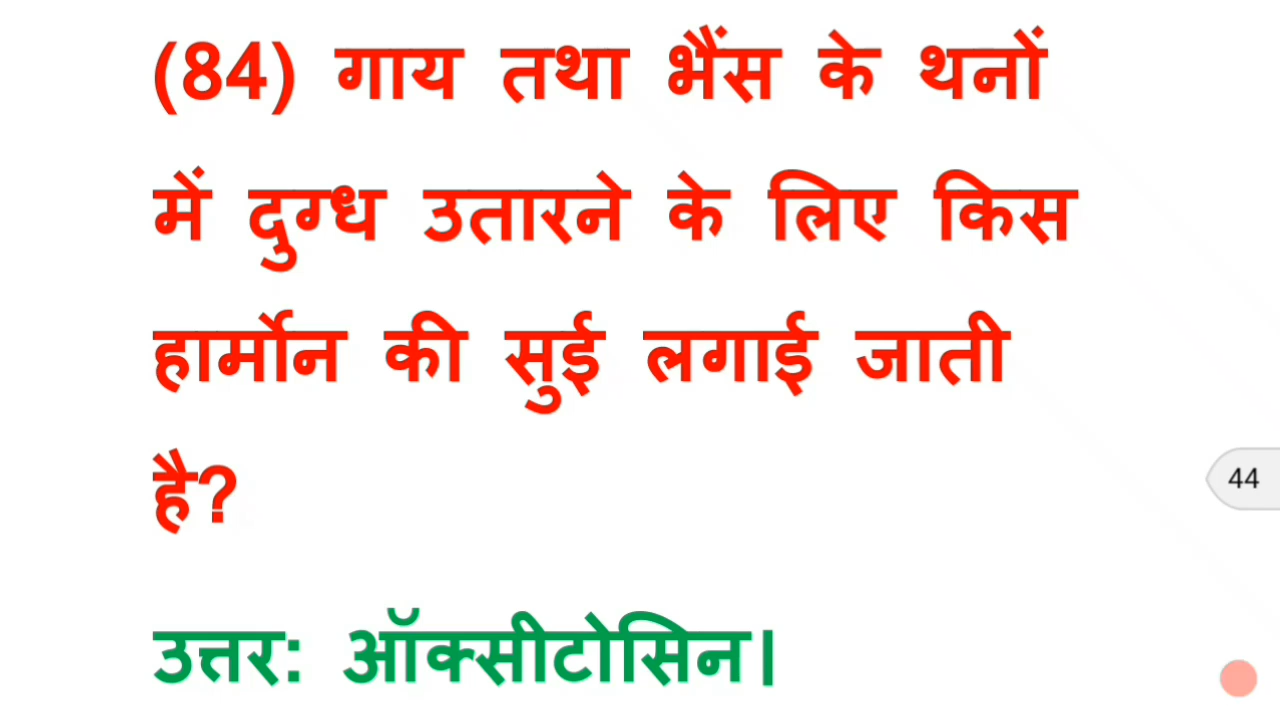 (84) गाय तथा भैंस के थनों
में दुग्ध उतारने के लिए किस
हार्मोन की सुई लगाई जाती
है?
44
उत्तर: ऑक्सीटोसिन।